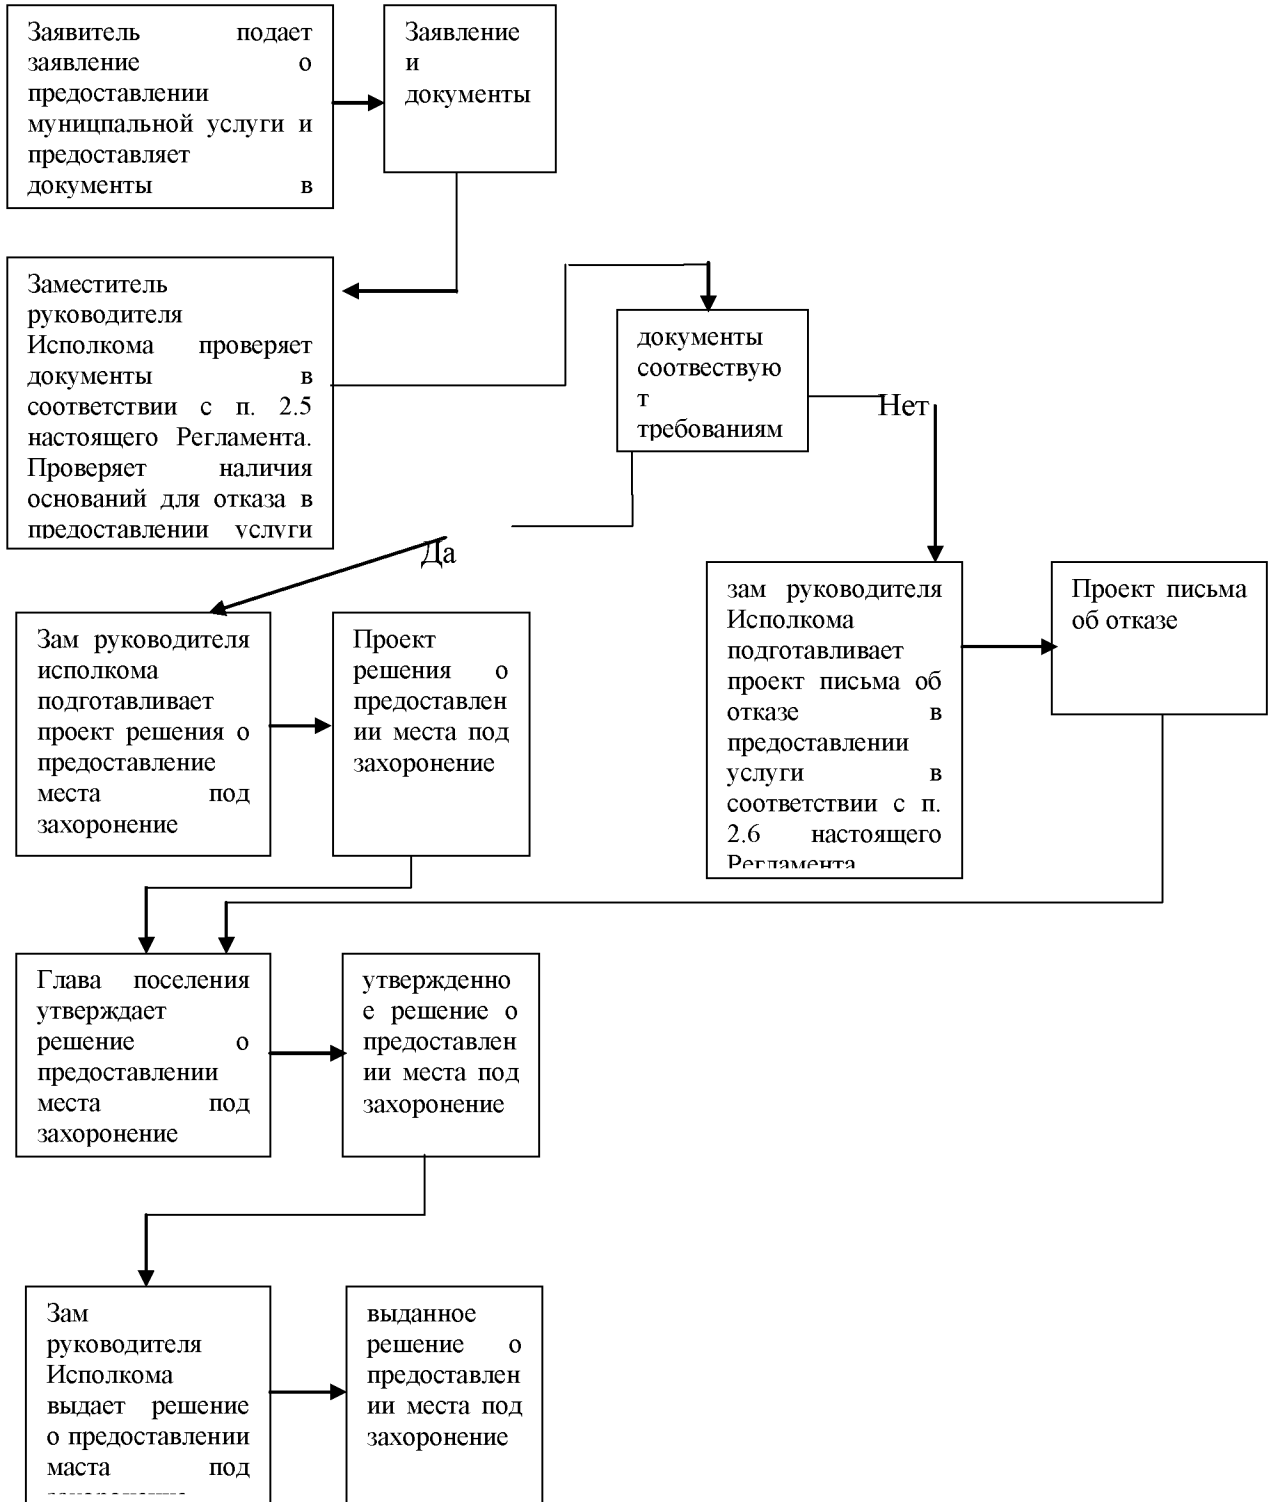 Заявитель подает
заявление о
предоставлении
муницпальной услуги и
предоставляет
документы в
Заявление
и
документы
Заместитель
руководителя
Исполкома проверяет
документы в
соответствии с п. 2.5
настоящего Регламента.
Проверяет наличия
оснований для отказа в
предоставлении услуги
документы
соотвествую
т
требованиям
Нет
Да
Зам руководителя
исполкома
подготавливает
проект решения о
предоставление
места под
захоронение
Проект
решения о
предоставлен
ии места под
захоронение
зам руководителя
Исполкома
подготавливает
проект письма об
отказе в
предоставлении
услуги в
соответствии с п.
2.6 настоящего
Регламента
Проект письма
об отказе
Глава поселения
утверждает
решение о
предоставлении
места под
захоронение
утвержденно
е решение о
предоставлен
ии места под
захоронение
Зам
руководителя
Исполкома
выдает решение
о предоставлении
маста под
выданное
решение о
предоставлен
ии места под
захоронение